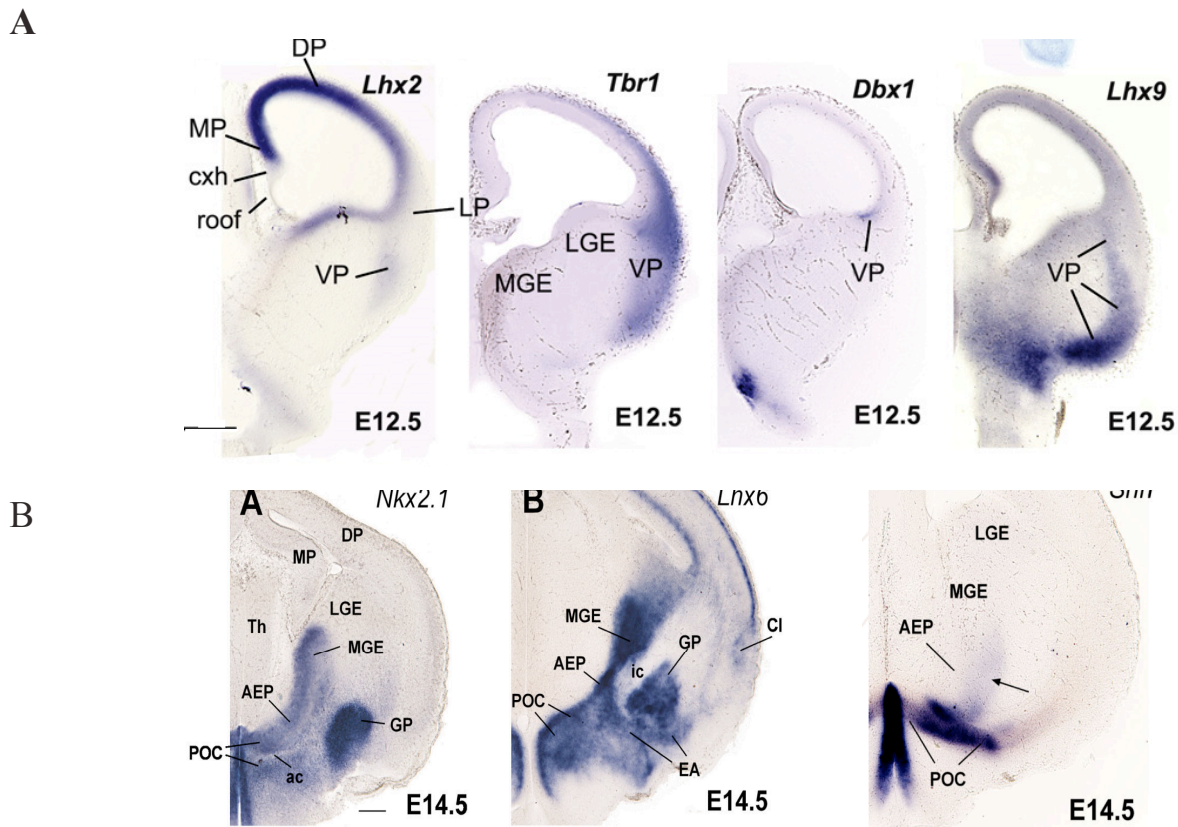 A
DP
Lhx2
MP
cxh
roof
LP
VP
E12.5
Tbr1
LGE
MGE
VP
E12.5
Dbx1
VP
E12.5
Lhx9
VP
E12.5
B
A
Nkx2.1
DP
MP
LGE
Th
MGE
AEP
GP
POC
ac
E14.5
B
Lhx6
MGE
Cl
GP
AEP
ic
POC
EA
E14.5
Shh
LGE
MGE
AEP
POC
E14.5